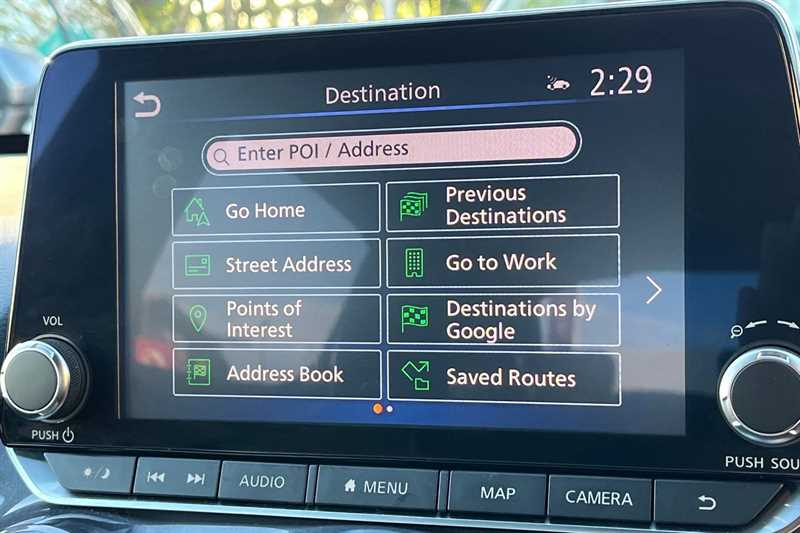 Destination
2:29
Enter POI / Address
Go Home
Previous
Destinations
Street Address
Go to Work
Points of
Interest
Destinations by
Google
Address Book
Saved Routes
VOL
PUSH
AUDIO
MENU
MAP
CAMERA
PUSH SOU